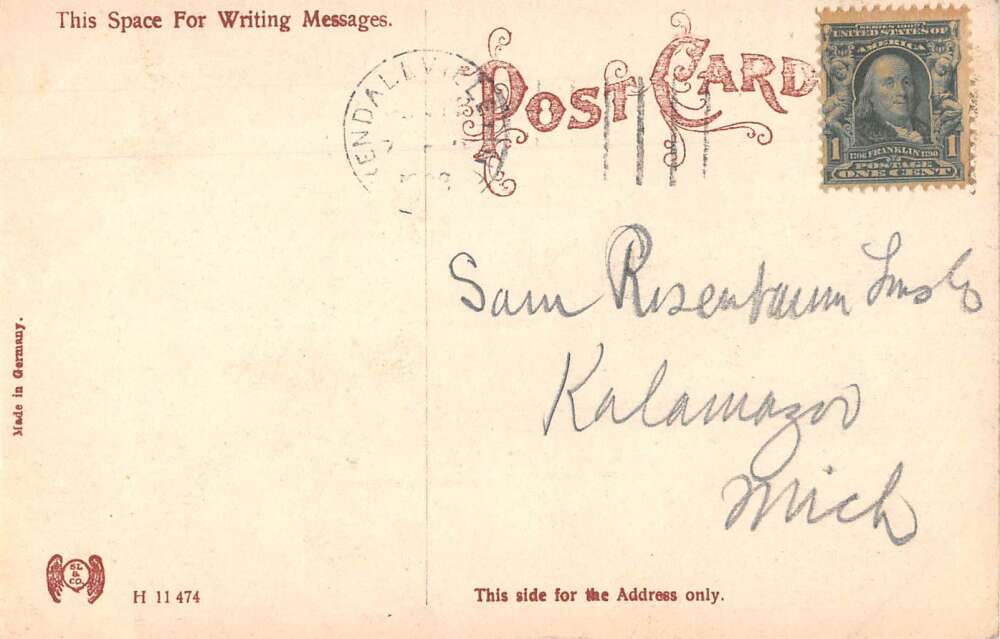 This Space For Writing Messages.
POST CARD
KENDALLVILLE
SERIES 1902
UNITED STATES OF
AMERICA
1 1706 FRANKLIN 1790 1
POSTAGE
ONE CENT
Sam Rosenbaum
Kalamazoo
Mich
Made in Germany.
SL & CO.
H 11 474
This side for the Address only.